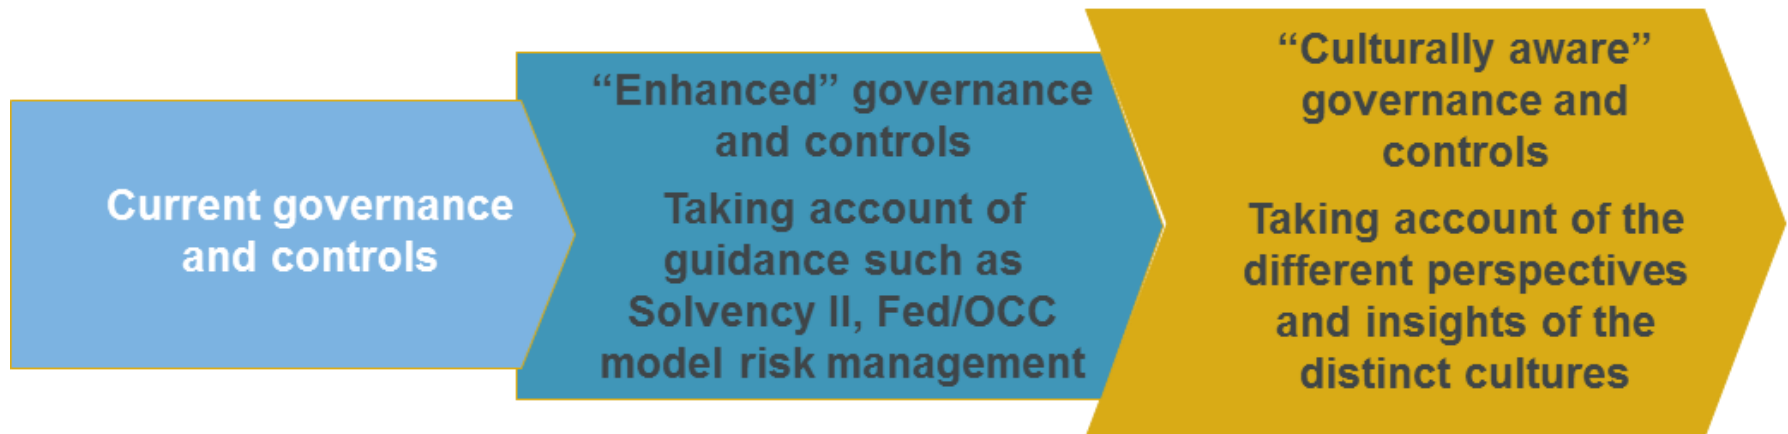 Current governance
and controls
“Enhanced” governance
and controls
Taking account of
guidance such as
Solvency II, Fed/OCC
model risk management
“Culturally aware”
governance and
controls
Taking account of the
different perspectives
and insights of the
distinct cultures